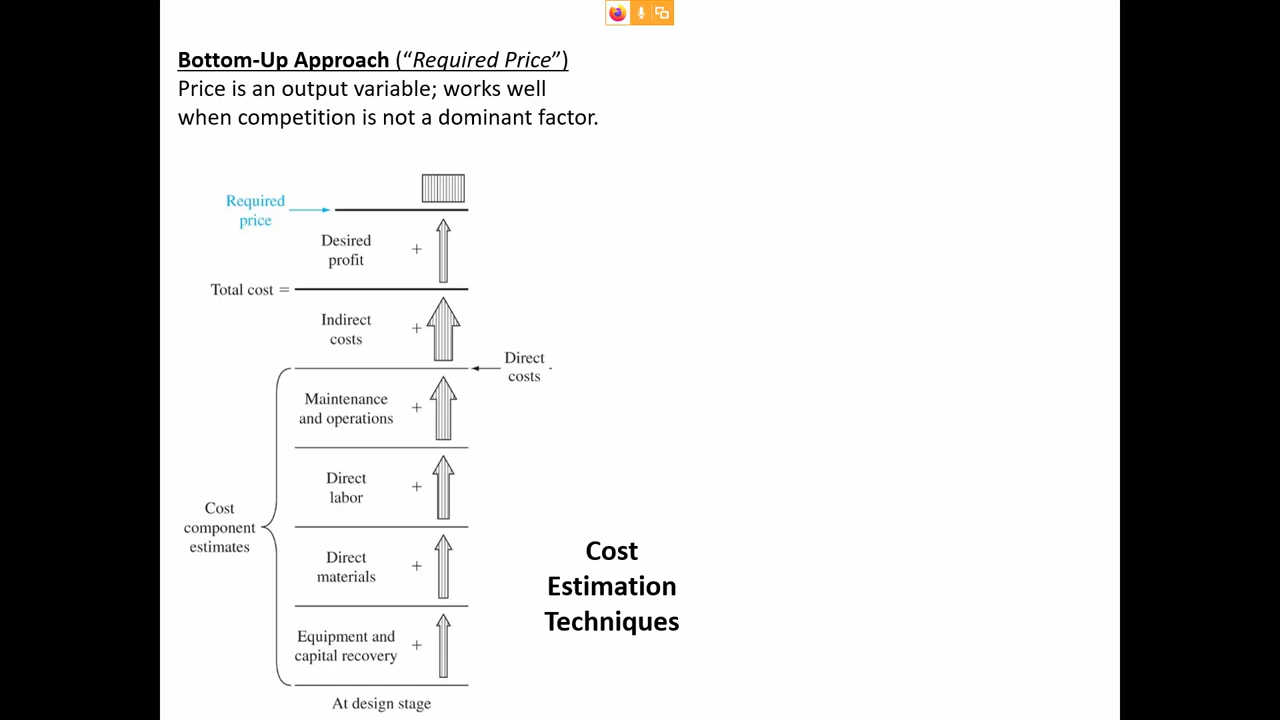 Bottom-Up Approach (“Required Price”)
Price is an output variable; works well
when competition is not a dominant factor.
Required
price
Desired
profit
+
Total cost =
Indirect
costs
+
Direct
costs
Maintenance
and operations
+
Direct
labor
+
Cost
component
estimates
Direct
materials
+
Cost
Estimation
Techniques
Equipment and
capital recovery
+
At design stage